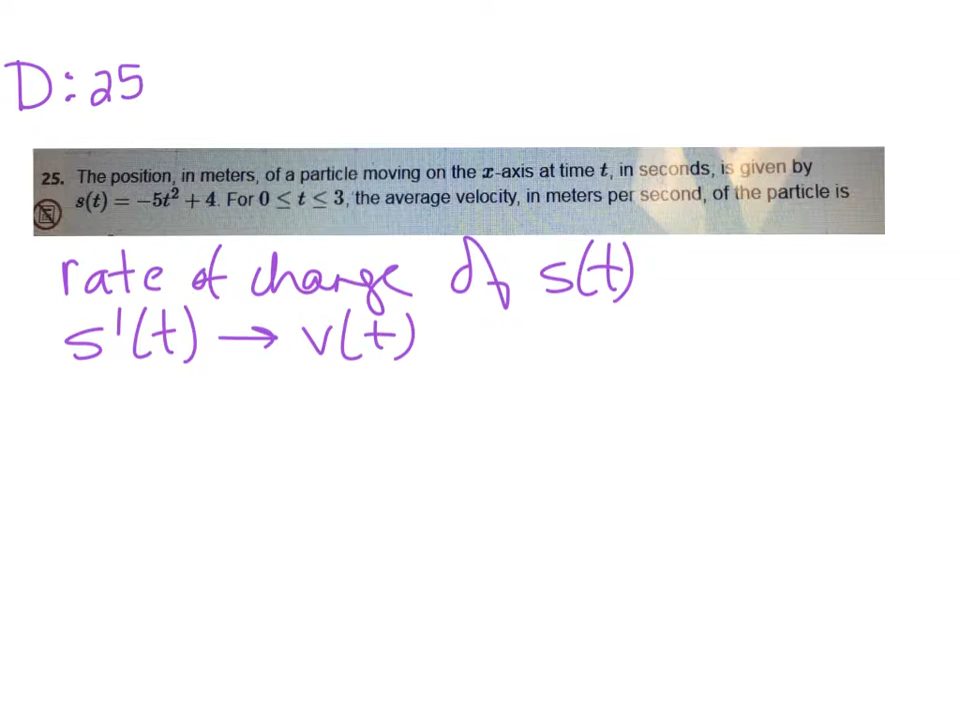 D: 25
25. The position, in meters, of a particle moving on the x-axis at time t, in seconds, is given by
s(t) = −5t² + 4. For 0 ≤ t ≤ 3, the average velocity, in meters per second, of the particle is
rate of change of s(t)
s'(t) → v(t)